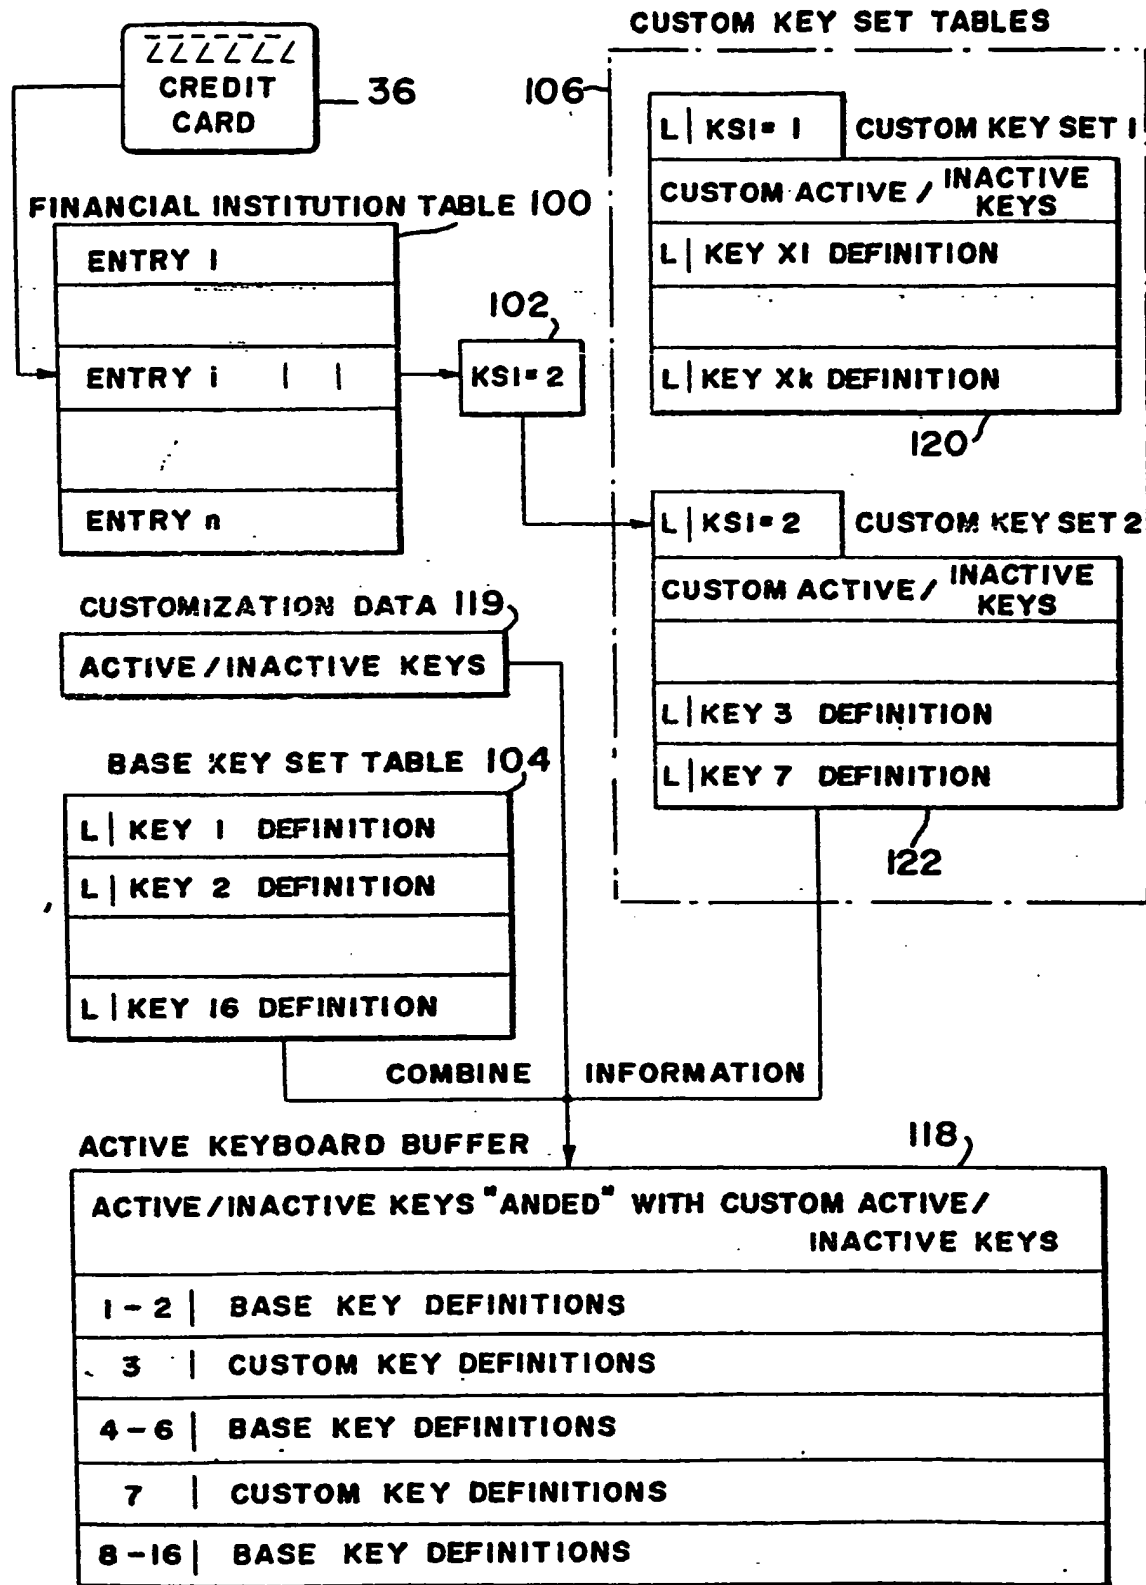 CUSTOM KEY SET TABLES
CREDIT
CARD
36
106
L | KSI= 1
CUSTOM KEY SET 1
CUSTOM ACTIVE / INACTIVE
KEYS
L | KEY X1 DEFINITION
L | KEY Xk DEFINITION
120
FINANCIAL INSTITUTION TABLE 100
ENTRY 1
ENTRY i | |
ENTRY n
102
KSI=2
L | KSI=2
CUSTOM KEY SET 2
CUSTOM ACTIVE/ INACTIVE
KEYS
L | KEY 3 DEFINITION
L | KEY 7 DEFINITION
122
CUSTOMIZATION DATA 119
ACTIVE/INACTIVE KEYS
BASE KEY SET TABLE 104
L | KEY 1 DEFINITION
L | KEY 2 DEFINITION
L | KEY 16 DEFINITION
COMBINE INFORMATION
ACTIVE KEYBOARD BUFFER
118
ACTIVE/INACTIVE KEYS "ANDED" WITH CUSTOM ACTIVE/
INACTIVE KEYS
1-2 | BASE KEY DEFINITIONS
3 | CUSTOM KEY DEFINITIONS
4-6 | BASE KEY DEFINITIONS
7 | CUSTOM KEY DEFINITIONS
8-16 | BASE KEY DEFINITIONS